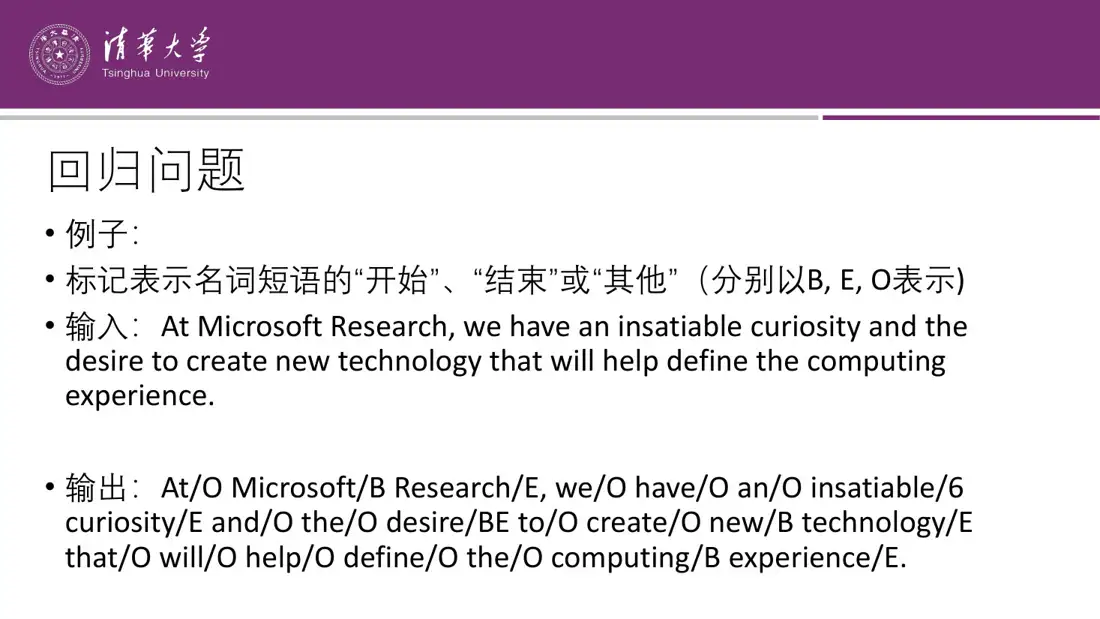 清华大学
Tsinghua University
回归问题
• 例子：
• 标记表示名词短语的“开始”、“结束”或“其他”（分别以B, E, O表示)
• 输入： At Microsoft Research, we have an insatiable curiosity and the
desire to create new technology that will help define the computing
experience.
• 输出： At/O Microsoft/B Research/E, we/O have/O an/O insatiable/6
curiosity/E and/O the/O desire/BE to/O create/O new/B technology/E
that/O will/O help/O define/O the/O computing/B experience/E.